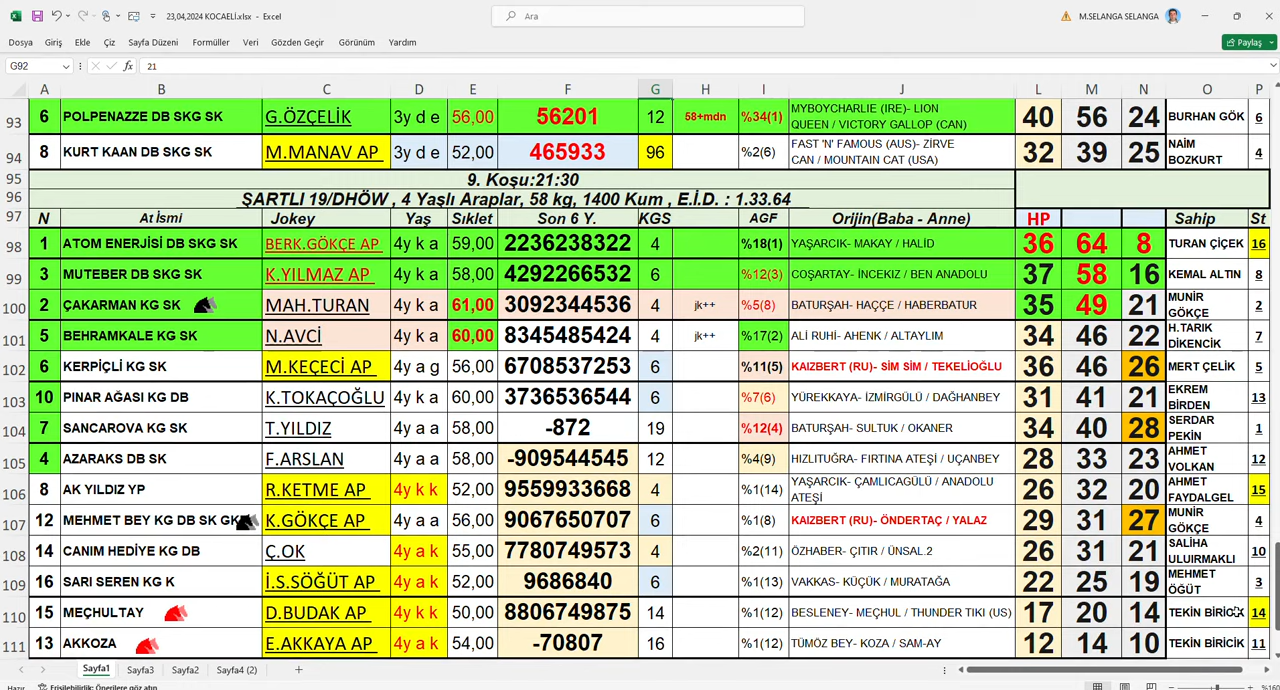 23,04,2024 KOCAELİ.xlsx - Excel
Ara
M.SELANGA SELANGA
Dosya Giriş Ekle Çiz Sayfa Düzeni Formüller Veri Gözden Geçir Görünüm Yardım
Paylaş
G92 fx 21
A B C D E F G H I J L M N O P
93 6 POLPENAZZE DB SKG SK G.ÖZÇELİK 3y d e 56,00 56201 12 58+mdn %34(1) MYBOYCHARLIE (IRE)- LION QUEEN / VICTORY GALLOP (CAN) 40 56 24 BURHAN GÖK 6
94 8 KURT KAAN DB SKG SK M.MANAV AP 3y d e 52,00 465933 96 %2(6) FAST 'N' FAMOUS (AUS)- ZİRVE CAN / MOUNTAIN CAT (USA) 32 39 25 NAİM BOZKURT 4
95 9. Koşu:21:30
96 ŞARTLI 19/DHÖW , 4 Yaşlı Araplar, 58 kg, 1400 Kum , E.İ.D. : 1.33.64
97 N At İsmi Jokey Yaş Sıklet Son 6 Y. KGS AGF Orijin(Baba - Anne) HP Sahip St
98 1 ATOM ENERJİSİ DB SKG SK BERK.GÖKÇE AP 4y k a 59,00 2236238322 4 %18(1) YAŞARCIK- MAKAY / HALİD 36 64 8 TURAN ÇİÇEK 16
99 3 MUTEBER DB SKG SK K.YILMAZ AP 4y k a 58,00 4292266532 6 %12(3) COŞARTAY- İNCEKIZ / BEN ANADOLU 37 58 16 KEMAL ALTIN 8
100 2 ÇAKARMAN KG SK MAH.TURAN 4y k a 61,00 3092344536 4 jk++ %5(8) BATURŞAH- HAÇÇE / HABERBATUR 35 49 21 MUNİR GÖKÇE 2
101 5 BEHRAMKALE KG SK N.AVCİ 4y k a 60,00 8345485424 4 jk++ %17(2) ALİ RUHİ- AHENK / ALTAYLIM 34 46 22 H.TARIK DİKENCİK 7
102 6 KERPİÇLİ KG SK M.KEÇECİ AP 4y a g 56,00 6708537253 6 %11(5) KAIZBERT (RU)- SİM SİM / TEKELİOĞLU 36 46 26 MERT ÇELİK 5
103 10 PINAR AĞASI KG DB K.TOKAÇOĞLU 4y k a 60,00 3736536544 6 %7(6) YÜREKKAYA- İZMİRGÜLÜ / DAĞHANBEY 31 41 21 EKREM BİRDEN 13
104 7 SANCAROVA KG SK T.YILDIZ 4y a a 58,00 -872 19 %12(4) BATURŞAH- SULTUK / OKANER 34 40 28 SERDAR PEKİN 1
105 4 AZARAKS DB SK F.ARSLAN 4y a a 58,00 -909544545 12 %4(9) HIZLITUĞRA- FIRTINA ATEŞİ / UÇANBEY 28 33 23 AHMET VOLKAN 12
106 8 AK YILDIZ YP R.KETME AP 4y k k 52,00 9559933668 4 %1(14) YAŞARCIK- ÇAMLICAGÜLÜ / ANADOLU ATEŞİ 26 32 20 AHMET FAYDALGEL 15
107 12 MEHMET BEY KG DB SK GK K.GÖKÇE AP 4y a a 56,00 9067650707 6 %1(8) KAIZBERT (RU)- ÖNDERTAÇ / YALAZ 29 31 27 MUNİR GÖKÇE 4
108 14 CANIM HEDİYE KG DB Ç.OK 4y a k 55,00 7780749573 4 %2(11) ÖZHABER- ÇITIR / ÜNSAL.2 26 31 21 SALİHA ULUIRMAKLI 10
109 16 SARI SEREN KG K İ.S.SÖĞÜT AP 4y a k 52,00 9686840 6 %1(13) VAKKAS- KÜÇÜK / MURATAĞA 22 25 19 MEHMET ÖĞÜT 3
110 15 MEÇHULTAY D.BUDAK AP 4y k k 50,00 8806749875 14 %1(12) BESLENEY- MEÇHUL / THUNDER TIKI (US) 17 20 14 TEKİN BİRİCİK 14
111 13 AKKOZA E.AKKAYA AP 4y a k 54,00 -70807 16 %1(12) TÜMÖZ BEY- KOZA / SAM-AY 12 14 10 TEKİN BİRİCİK 11
Sayfa1 Sayfa3 Sayfa2 Sayfa4 (2)
Hazır Erişilebilirlik: Önerilere göz atın %160